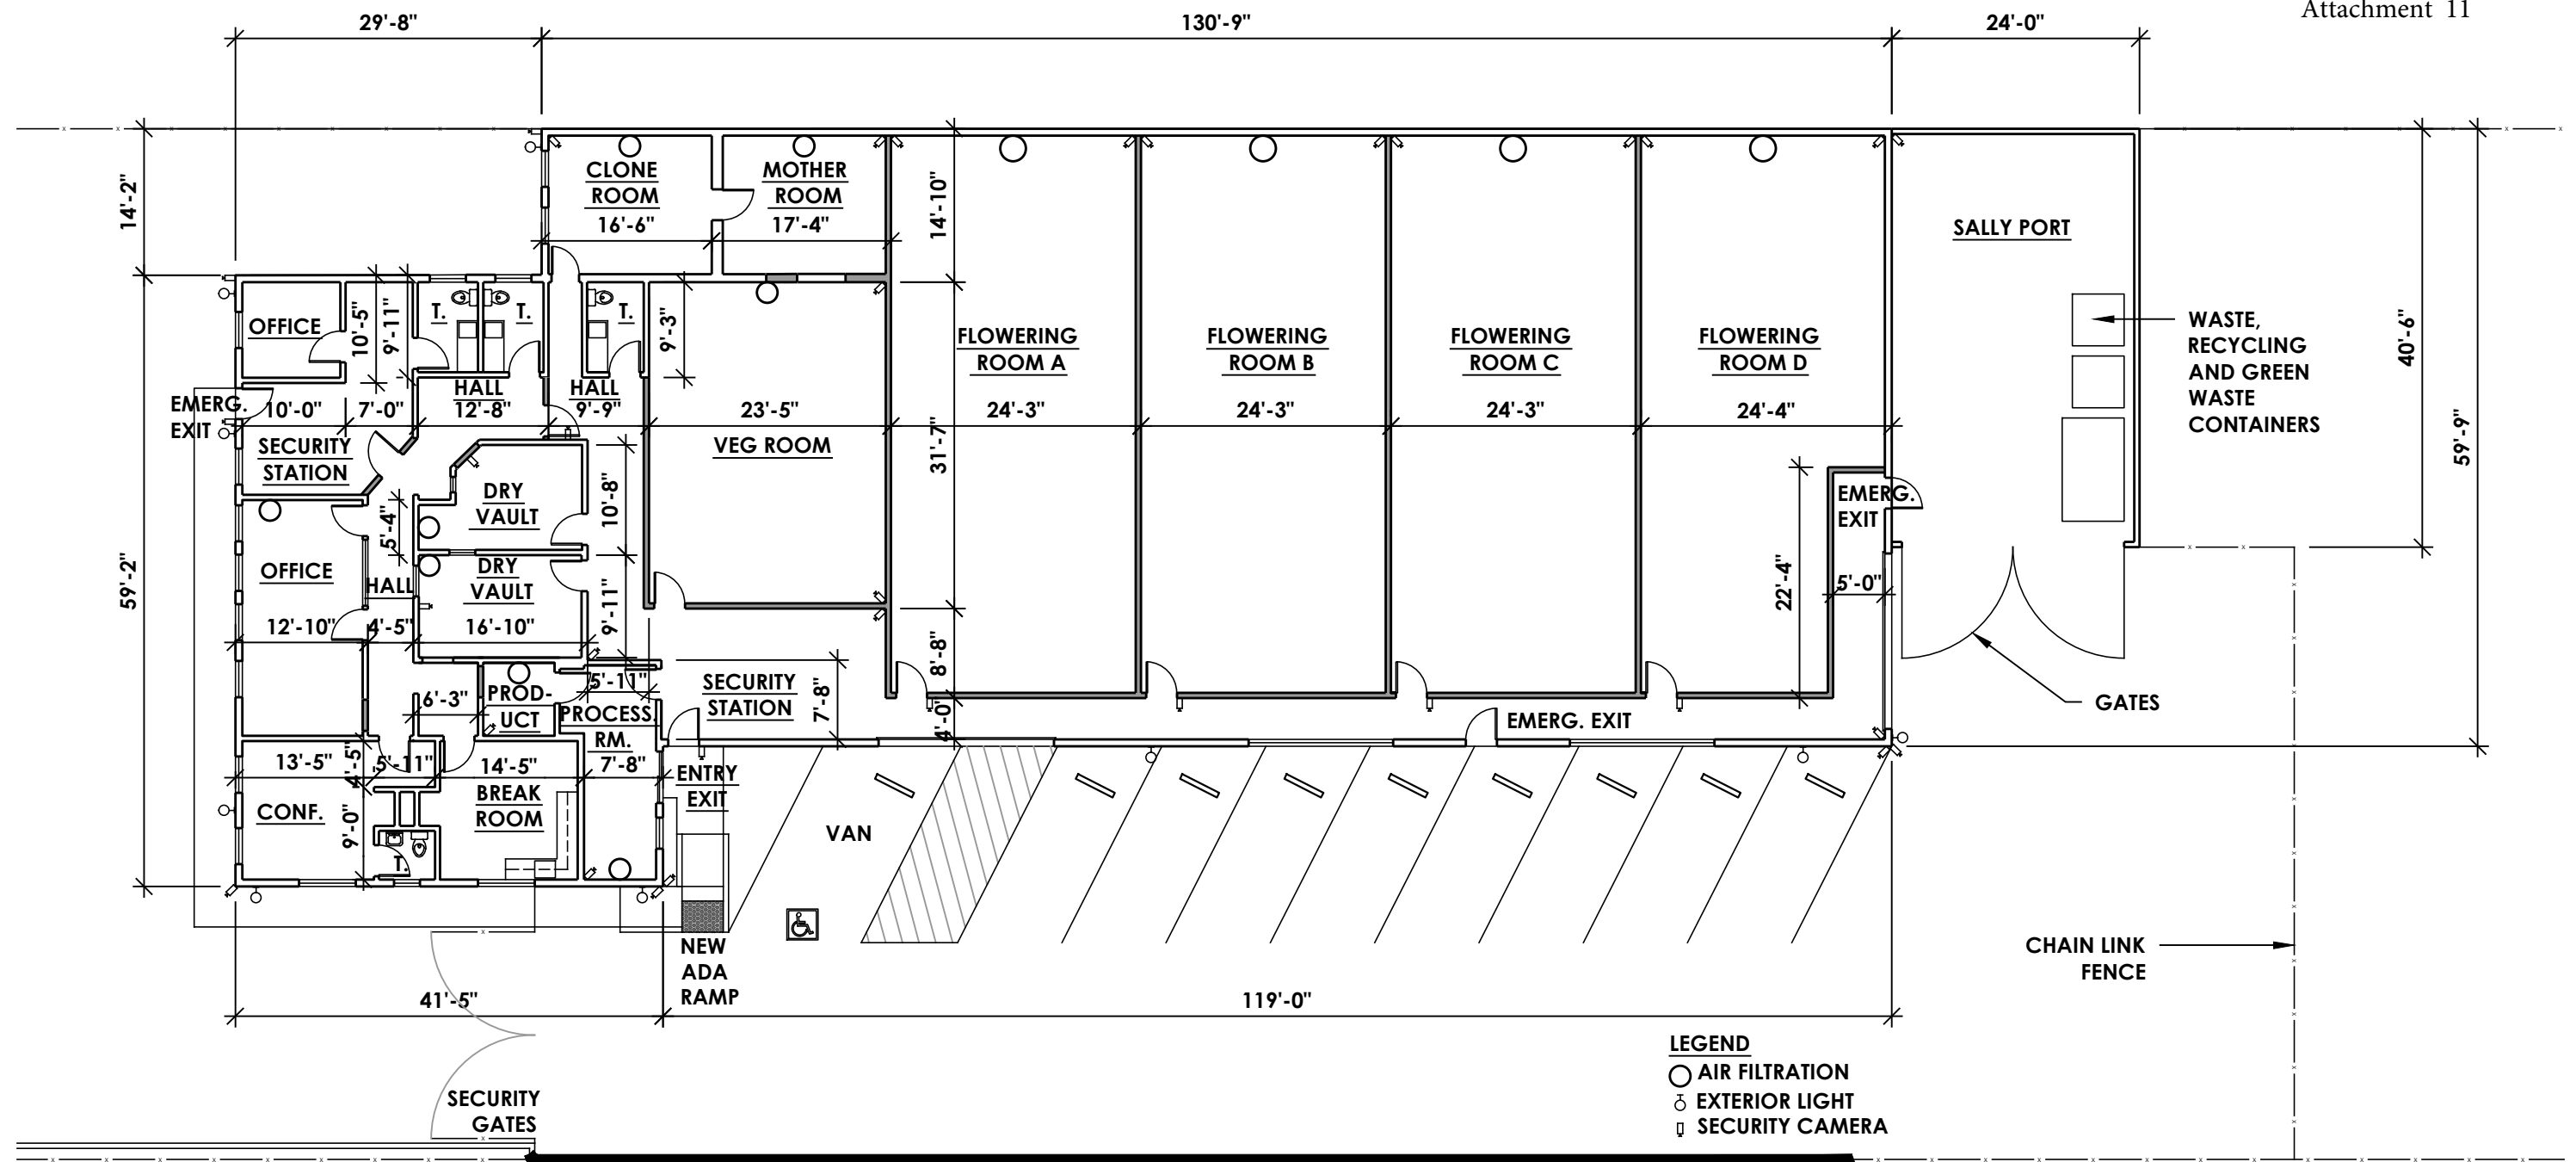 Attachment 11
29'-8"
130'-9"
24'-0"
14'-2"
59'-2"
CLONE
ROOM
16'-6"
MOTHER
ROOM
17'-4"
14'-10"
SALLY PORT
OFFICE
10'-5"
9'-11"
T.
T.
T.
9'-3"
HALL
HALL
EMERG.
EXIT
10'-0"
7'-0"
12'-8"
9'-9"
23'-5"
VEG ROOM
31'-7"
FLOWERING
ROOM A
24'-3"
FLOWERING
ROOM B
24'-3"
FLOWERING
ROOM C
24'-3"
FLOWERING
ROOM D
24'-4"
WASTE,
RECYCLING
AND GREEN
WASTE
CONTAINERS
40'-6"
59'-9"
SECURITY
STATION
DRY
VAULT
10'-8"
5'-4"
EMERG.
EXIT
22'-4"
5'-0"
OFFICE
HALL
DRY
VAULT
9'-11"
12'-10"
4'-5"
16'-10"
8'-8"
5'-11"
6'-3"
PROD-
UCT
PROCESS.
RM.
SECURITY
STATION
7'-8"
4'-0"
EMERG. EXIT
GATES
13'-5"
4'-5"
5'-11"
14'-5"
7'-8"
ENTRY
EXIT
CONF.
9'-0"
BREAK
ROOM
T.
VAN
NEW
ADA
RAMP
CHAIN LINK
FENCE
41'-5"
119'-0"
SECURITY
GATES
LEGEND
AIR FILTRATION
EXTERIOR LIGHT
SECURITY CAMERA